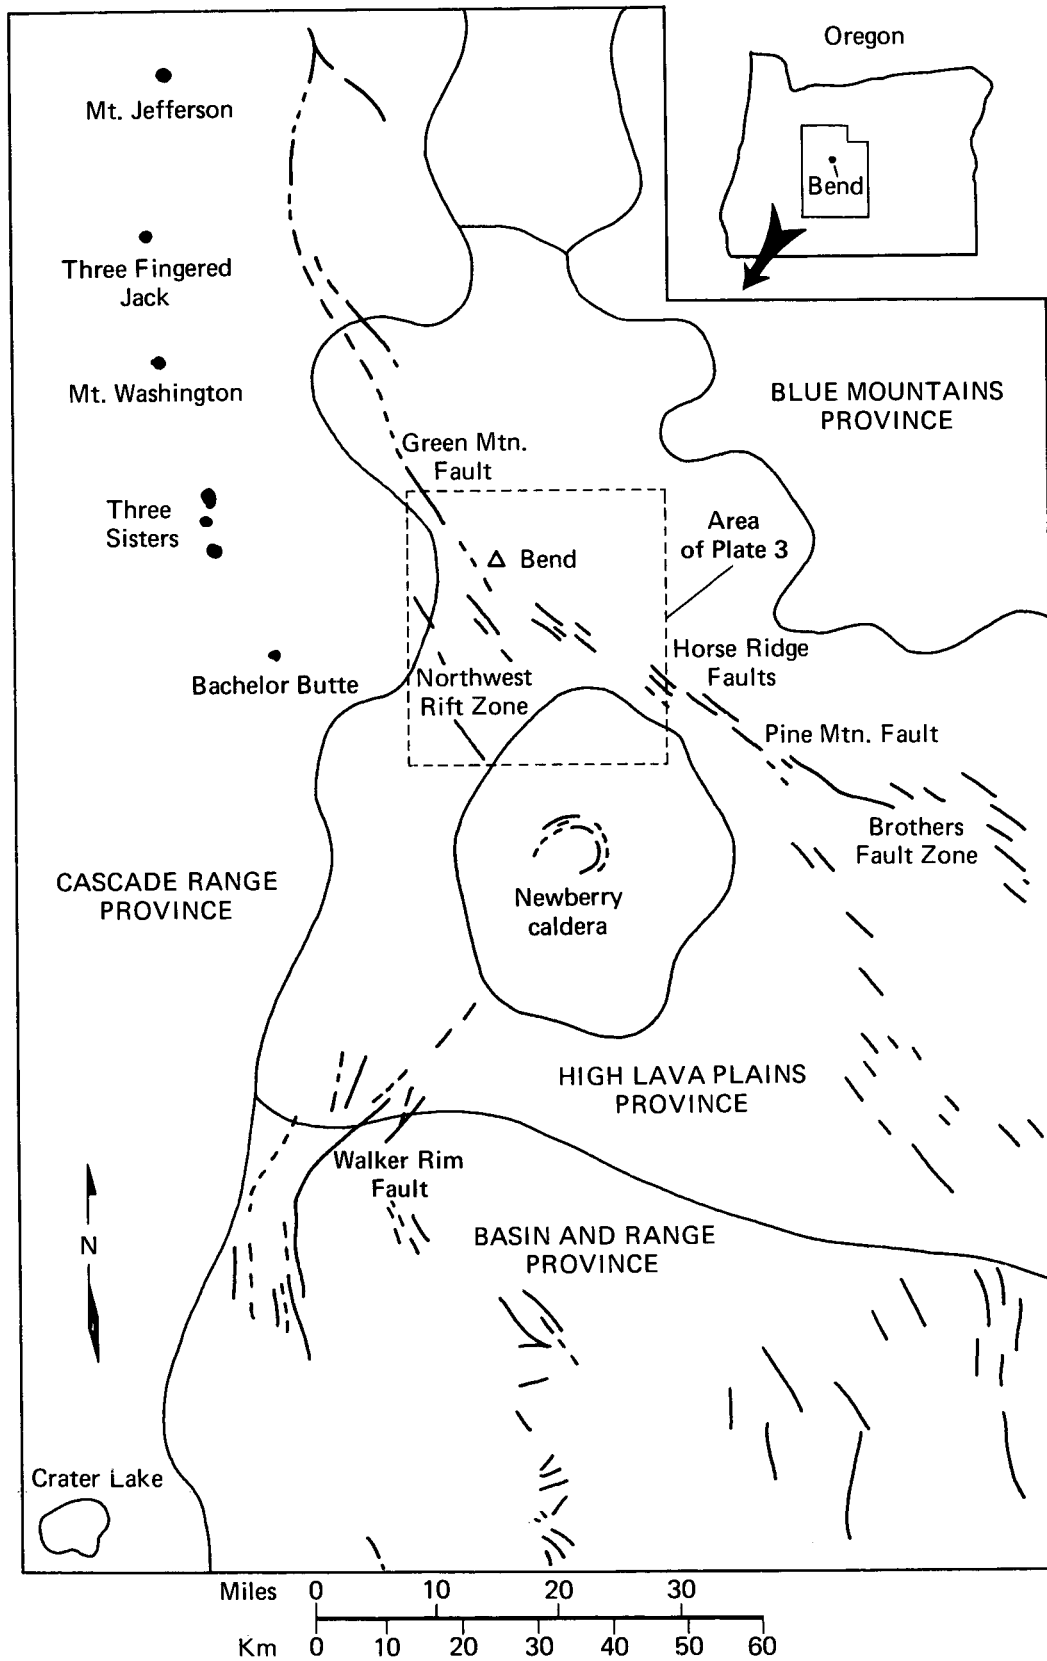 Oregon
Bend
Mt. Jefferson
Three Fingered
Jack
Mt. Washington
BLUE MOUNTAINS
PROVINCE
Green Mtn.
Fault
Three
Sisters
Area
of Plate 3
Bend
Horse Ridge
Faults
Bachelor Butte
Northwest
Rift Zone
Pine Mtn. Fault
Brothers
Fault Zone
CASCADE RANGE
PROVINCE
Newberry
caldera
HIGH LAVA PLAINS
PROVINCE
Walker Rim
Fault
N
BASIN AND RANGE
PROVINCE
Crater Lake
Miles 0 10 20 30
Km 0 10 20 30 40 50 60